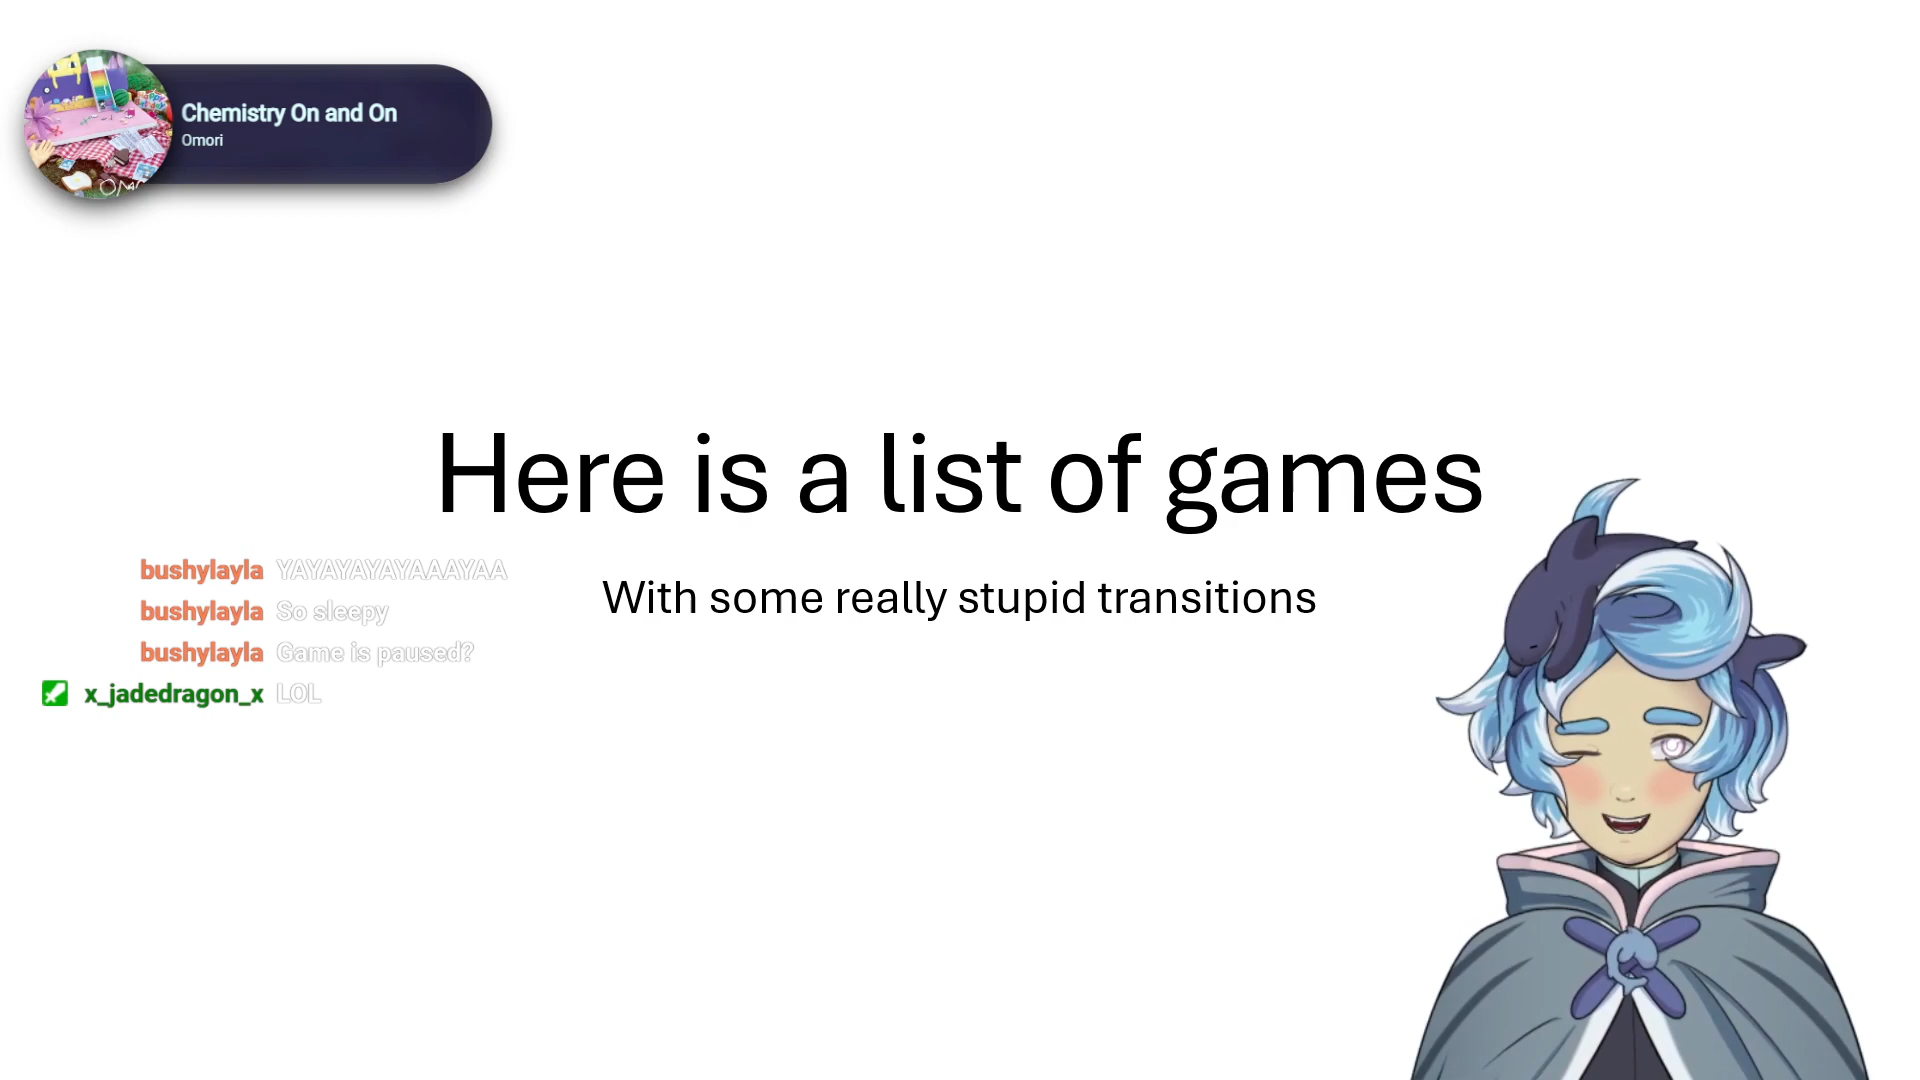 Chemistry On and On
Omori
Here is a list of games
With some really stupid transitions
bushylayla YAYAYAYAYAAAYAA
bushylayla So sleepy
bushylayla Game is paused?
x_jadedragon_x LOL